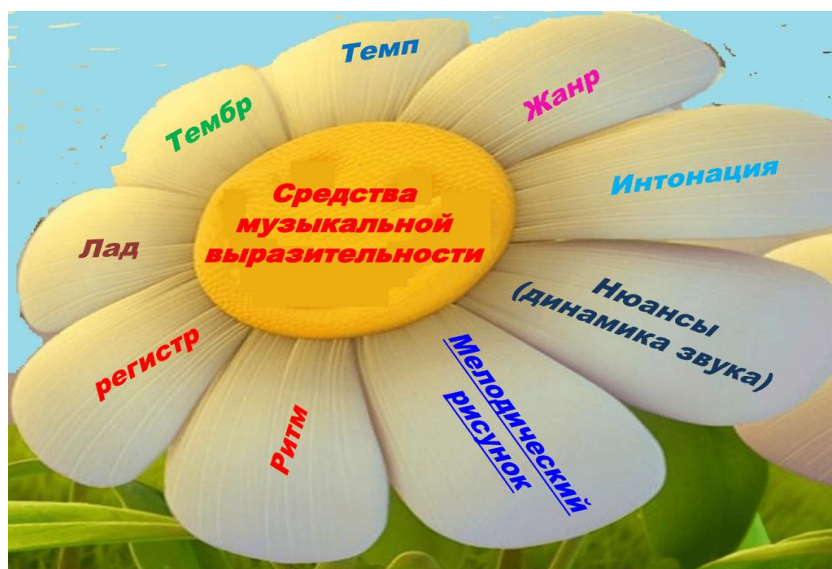 Темп
Жанр
Тембр
Интонация
Средства
музыкальной
выразительности
Лад
Нюансы
(динамика звука)
регистр
Мелодический
рисунок
Ритм